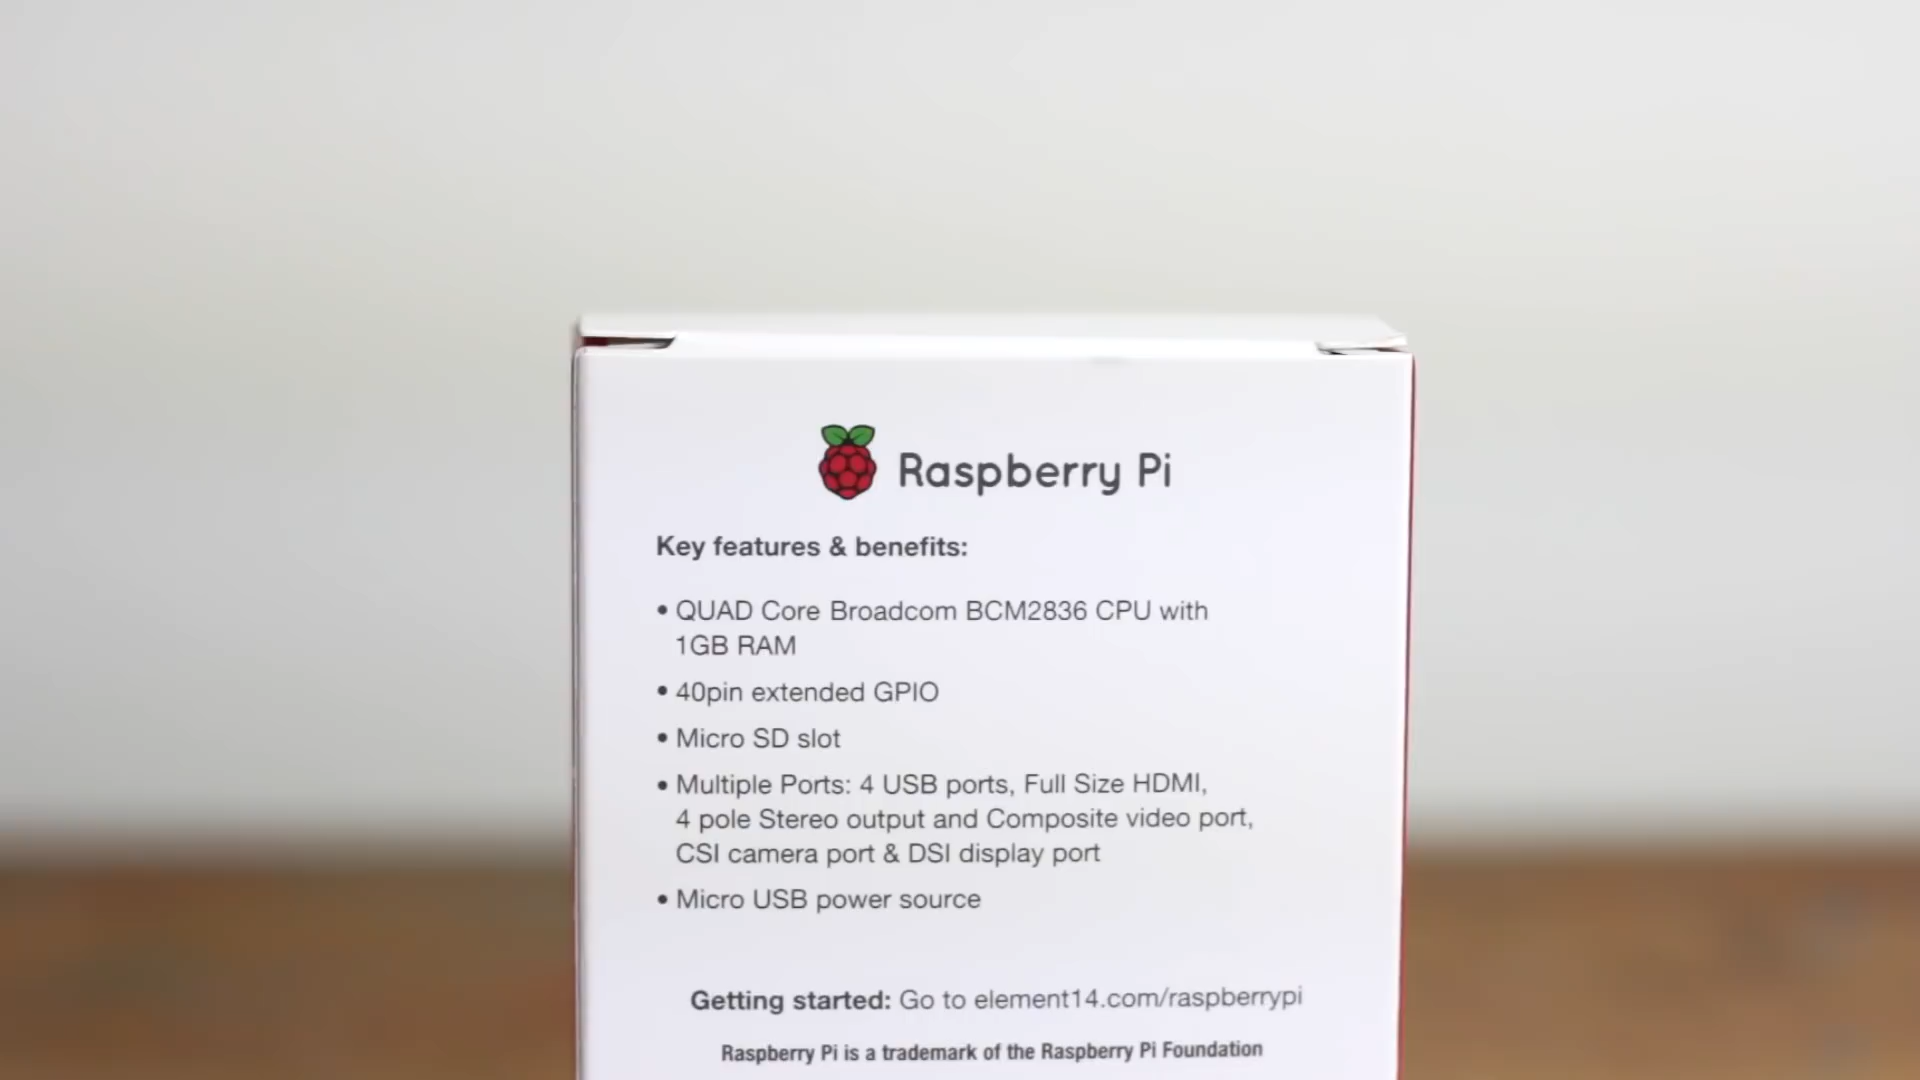 Raspberry Pi
Key features & benefits:
• QUAD Core Broadcom BCM2836 CPU with
1GB RAM
• 40pin extended GPIO
• Micro SD slot
• Multiple Ports: 4 USB ports, Full Size HDMI,
4 pole Stereo output and Composite video port,
CSI camera port & DSI display port
• Micro USB power source
Getting started: Go to element14.com/raspberrypi
Raspberry Pi is a trademark of the Raspberry Pi Foundation